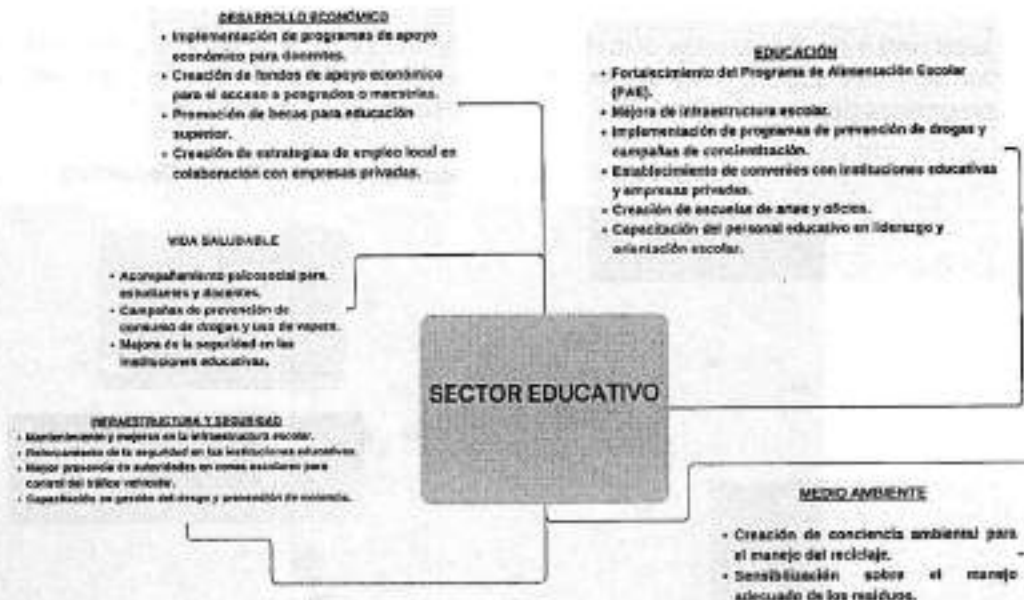 DESARROLLO ECONÓMICO
• Implementación de programas de apoyo
económico para docentes.
• Creación de fondos de apoyo económico
para el acceso a posgrados o maestrías.
• Promoción de becas para educación
superior.
• Creación de estrategias de empleo local en
colaboración con empresas privadas.
EDUCACIÓN
• Fortalecimiento del Programa de Alimentación Escolar
(PAE).
• Mejora de infraestructura escolar.
• Implementación de programas de prevención de drogas y
campañas de concientización.
• Establecimiento de convenios con instituciones educativas
y empresas privadas.
• Creación de escuelas de artes y oficios.
• Capacitación del personal educativo en liderazgo y
orientación escolar.
VIDA SALUDABLE
• Acompañamiento psicosocial para
estudiantes y docentes.
• Campañas de prevención de
consumo de drogas y uso de vapers.
• Mejora de la seguridad en las
instituciones educativas.
SECTOR EDUCATIVO
INFRAESTRUCTURA Y SEGURIDAD
• Mantenimiento y mejoras en la infraestructura escolar.
• Reforzamiento de la seguridad en las instituciones educativas.
• Mejor presencia de autoridades en zonas escolares para
control del tráfico vehicular.
• Capacitación en gestión del riesgo y prevención de violencia.
MEDIO AMBIENTE
• Creación de conciencia ambiental para
el manejo del reciclaje.
• Sensibilización sobre el manejo
adecuado de los residuos.